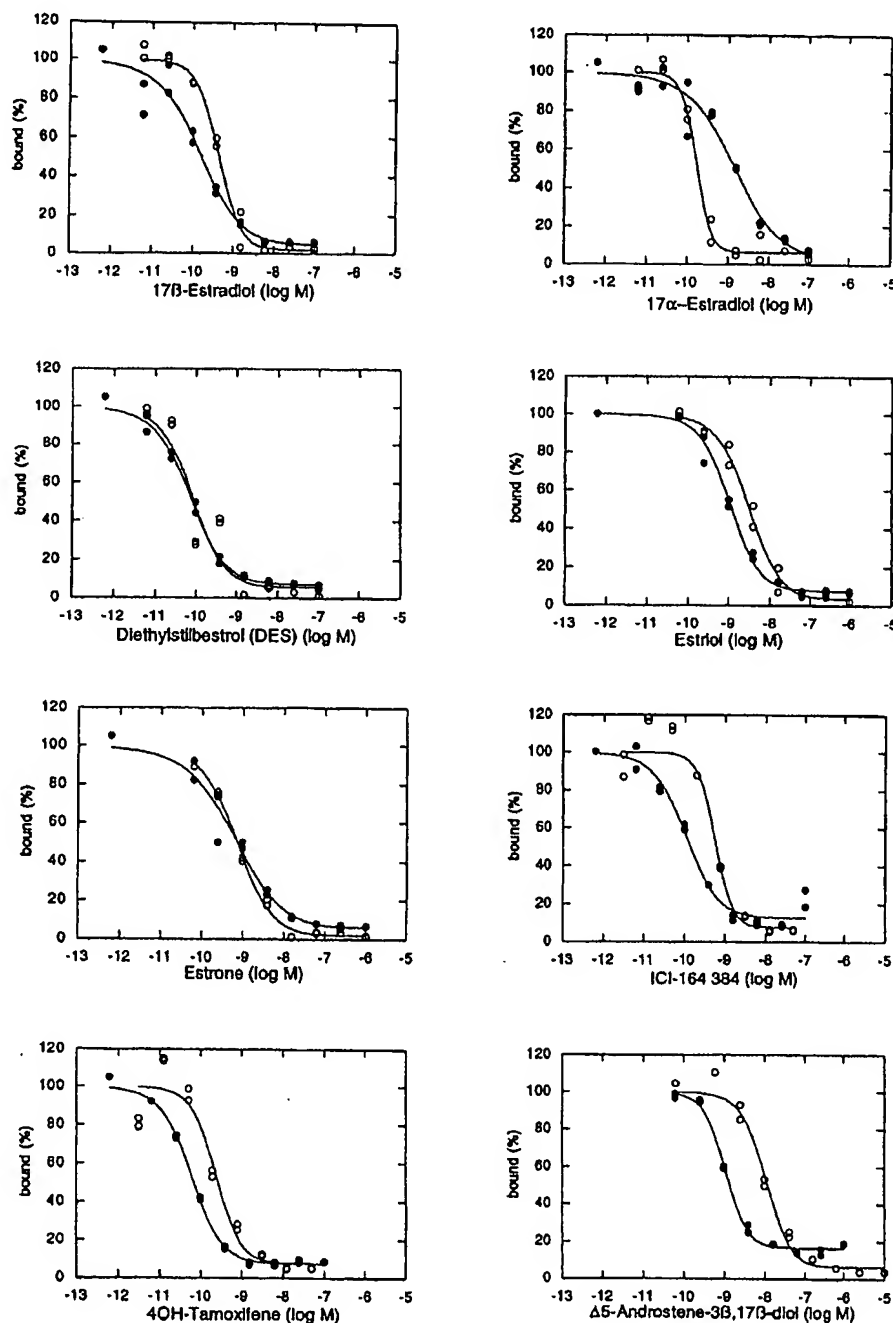 bound (%)
120
100
80
60
40
20
0
-13 -12 -11 -10 -9 -8 -7 -6 -5
17ß-Estradiol (log M)
bound (%)
120
100
80
60
40
20
0
-13 -12 -11 -10 -9 -8 -7 -6 -5
17α–Estradiol (log M)
bound (%)
120
100
80
60
40
20
0
-13 -12 -11 -10 -9 -8 -7 -6 -5
Diethylstilbestrol (DES) (log M)
bound (%)
120
100
80
60
40
20
0
-13 -12 -11 -10 -9 -8 -7 -6 -5
Estriol (log M)
bound (%)
120
100
80
60
40
20
0
-13 -12 -11 -10 -9 -8 -7 -6 -5
Estrone (log M)
bound (%)
120
100
80
60
40
20
0
-13 -12 -11 -10 -9 -8 -7 -6 -5
ICI-164 384 (log M)
bound (%)
120
100
80
60
40
20
0
-13 -12 -11 -10 -9 -8 -7 -6 -5
4OH-Tamoxifene (log M)
bound (%)
120
100
80
60
40
20
0
-13 -12 -11 -10 -9 -8 -7 -6 -5
Δ5-Androstene-3ß,17ß-diol (log M)